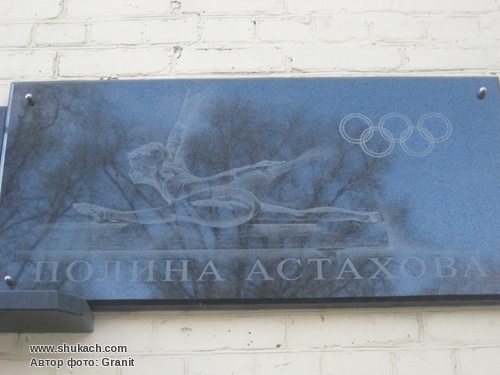 ПОЛИНА АСТАХОВА
www.shukach.com
Автор фото: Granit